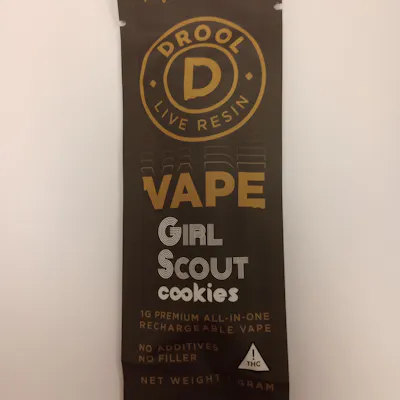 DROOL
D
LIVE RESIN
VAPE
GIRL
SCOUT
cookies
1G PREMIUM ALL-IN-ONE
RECHARGEABLE VAPE
NO ADDITIVES
NO FILLER
!
THC
NET WEIGHT 1 GRAM